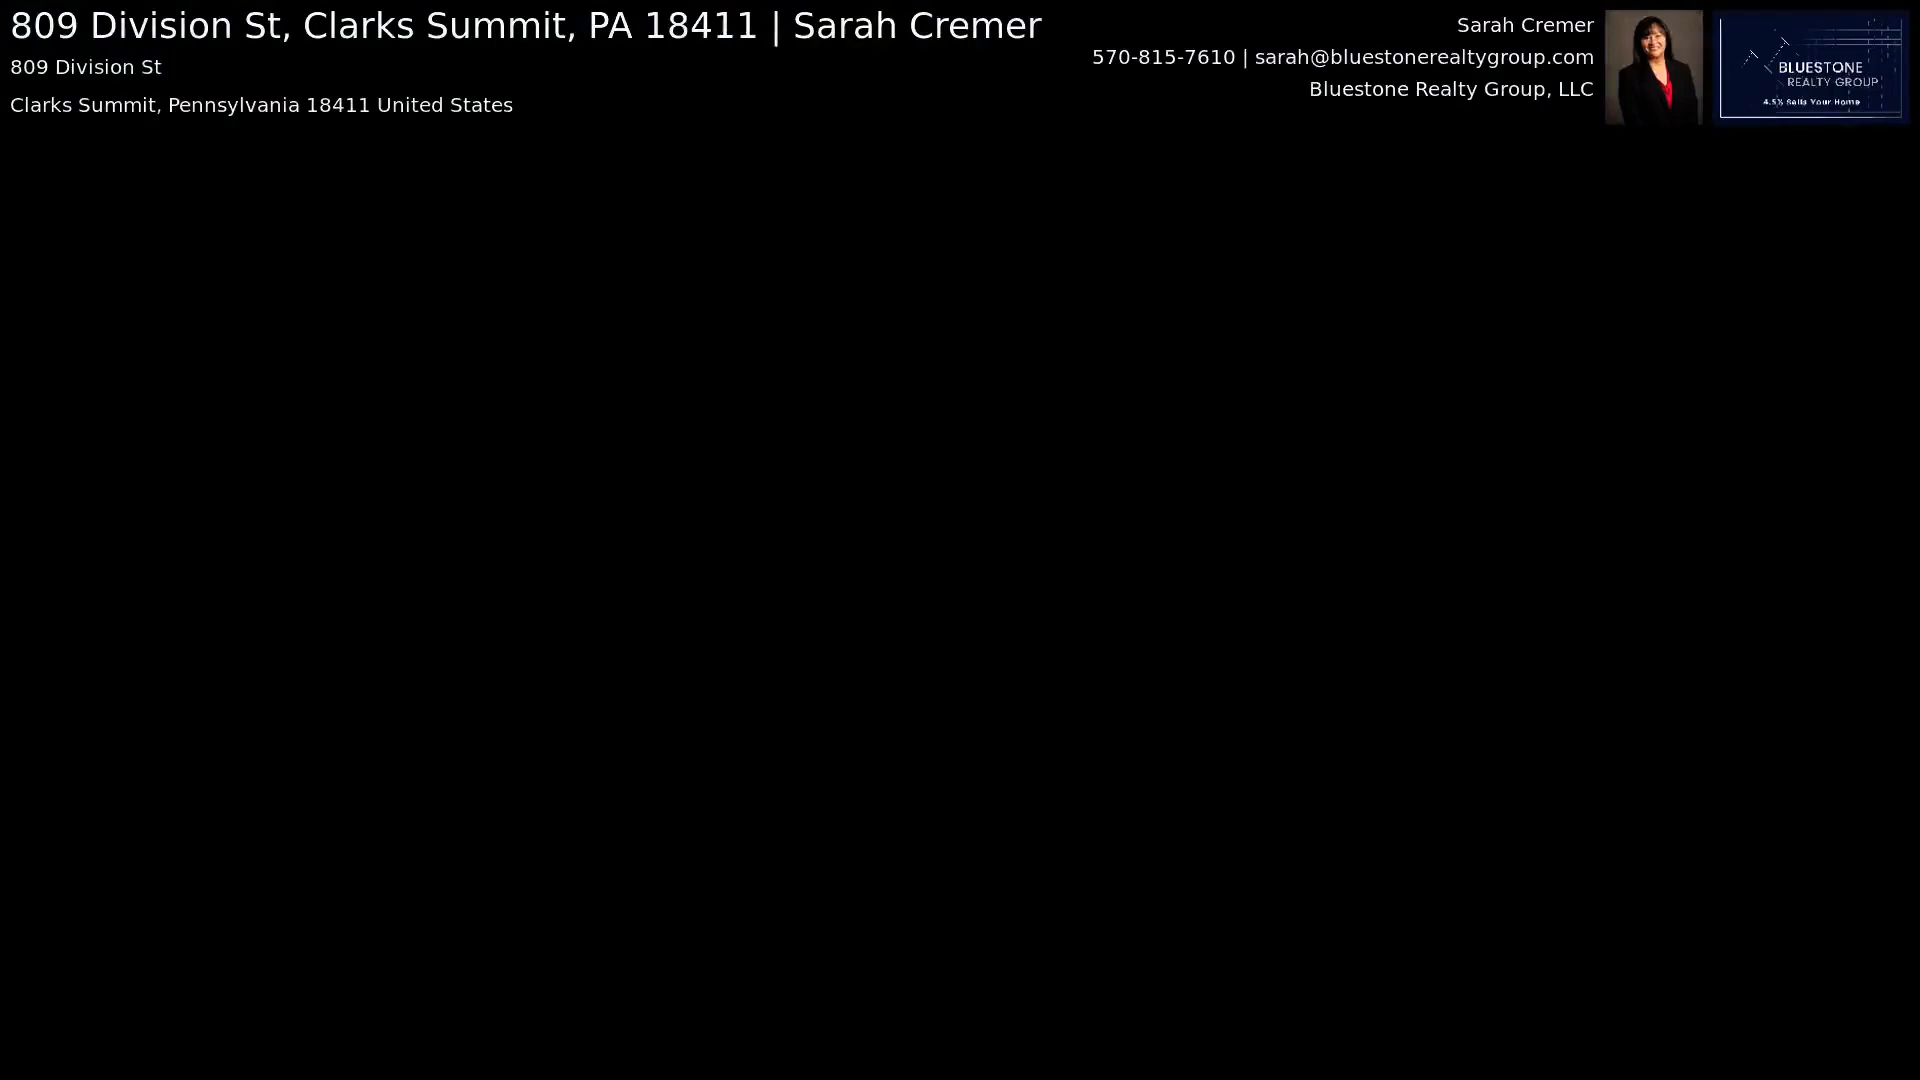 809 Division St, Clarks Summit, PA 18411 | Sarah Cremer
809 Division St
Clarks Summit, Pennsylvania 18411 United States
Sarah Cremer
570-815-7610 | sarah@bluestonerealtygroup.com
Bluestone Realty Group, LLC
BLUESTONE
REALTY GROUP
4.5% Sells Your Home